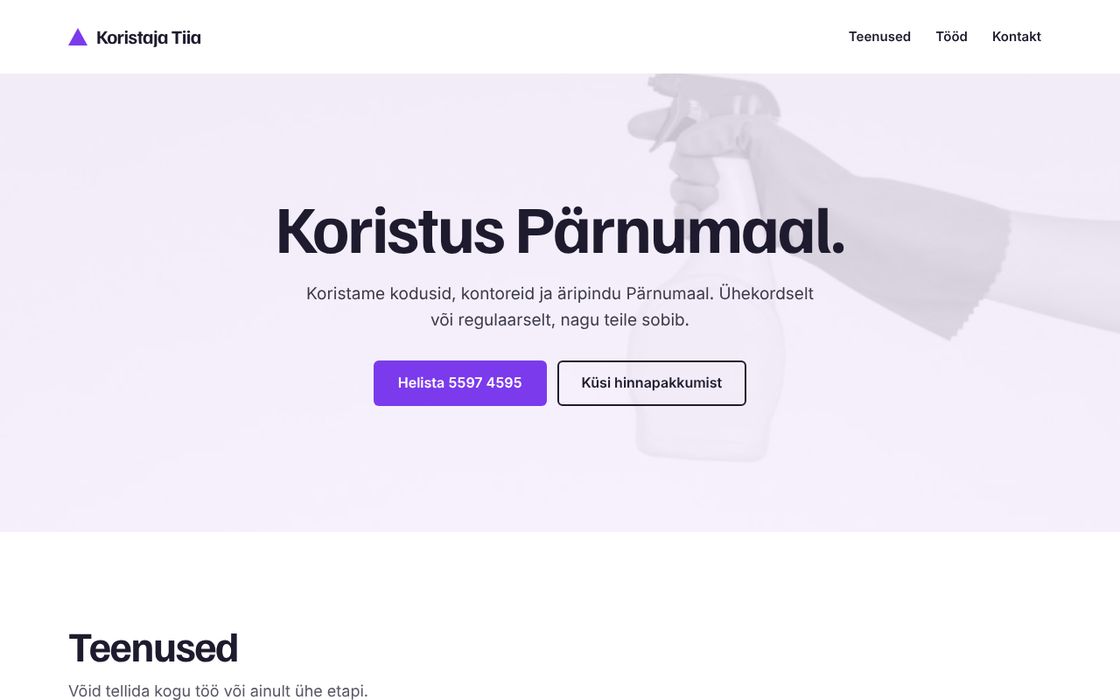 Koristaja Tiia
Teenused
Tööd
Kontakt
Koristus Pärnumaal.
Koristame kodusid, kontoreid ja äripindu Pärnumaal. Ühekordselt
või regulaarselt, nagu teile sobib.
Helista 5597 4595
Küsi hinnapakkumist
Teenused
Võid tellida kogu töö või ainult ühe etapi.